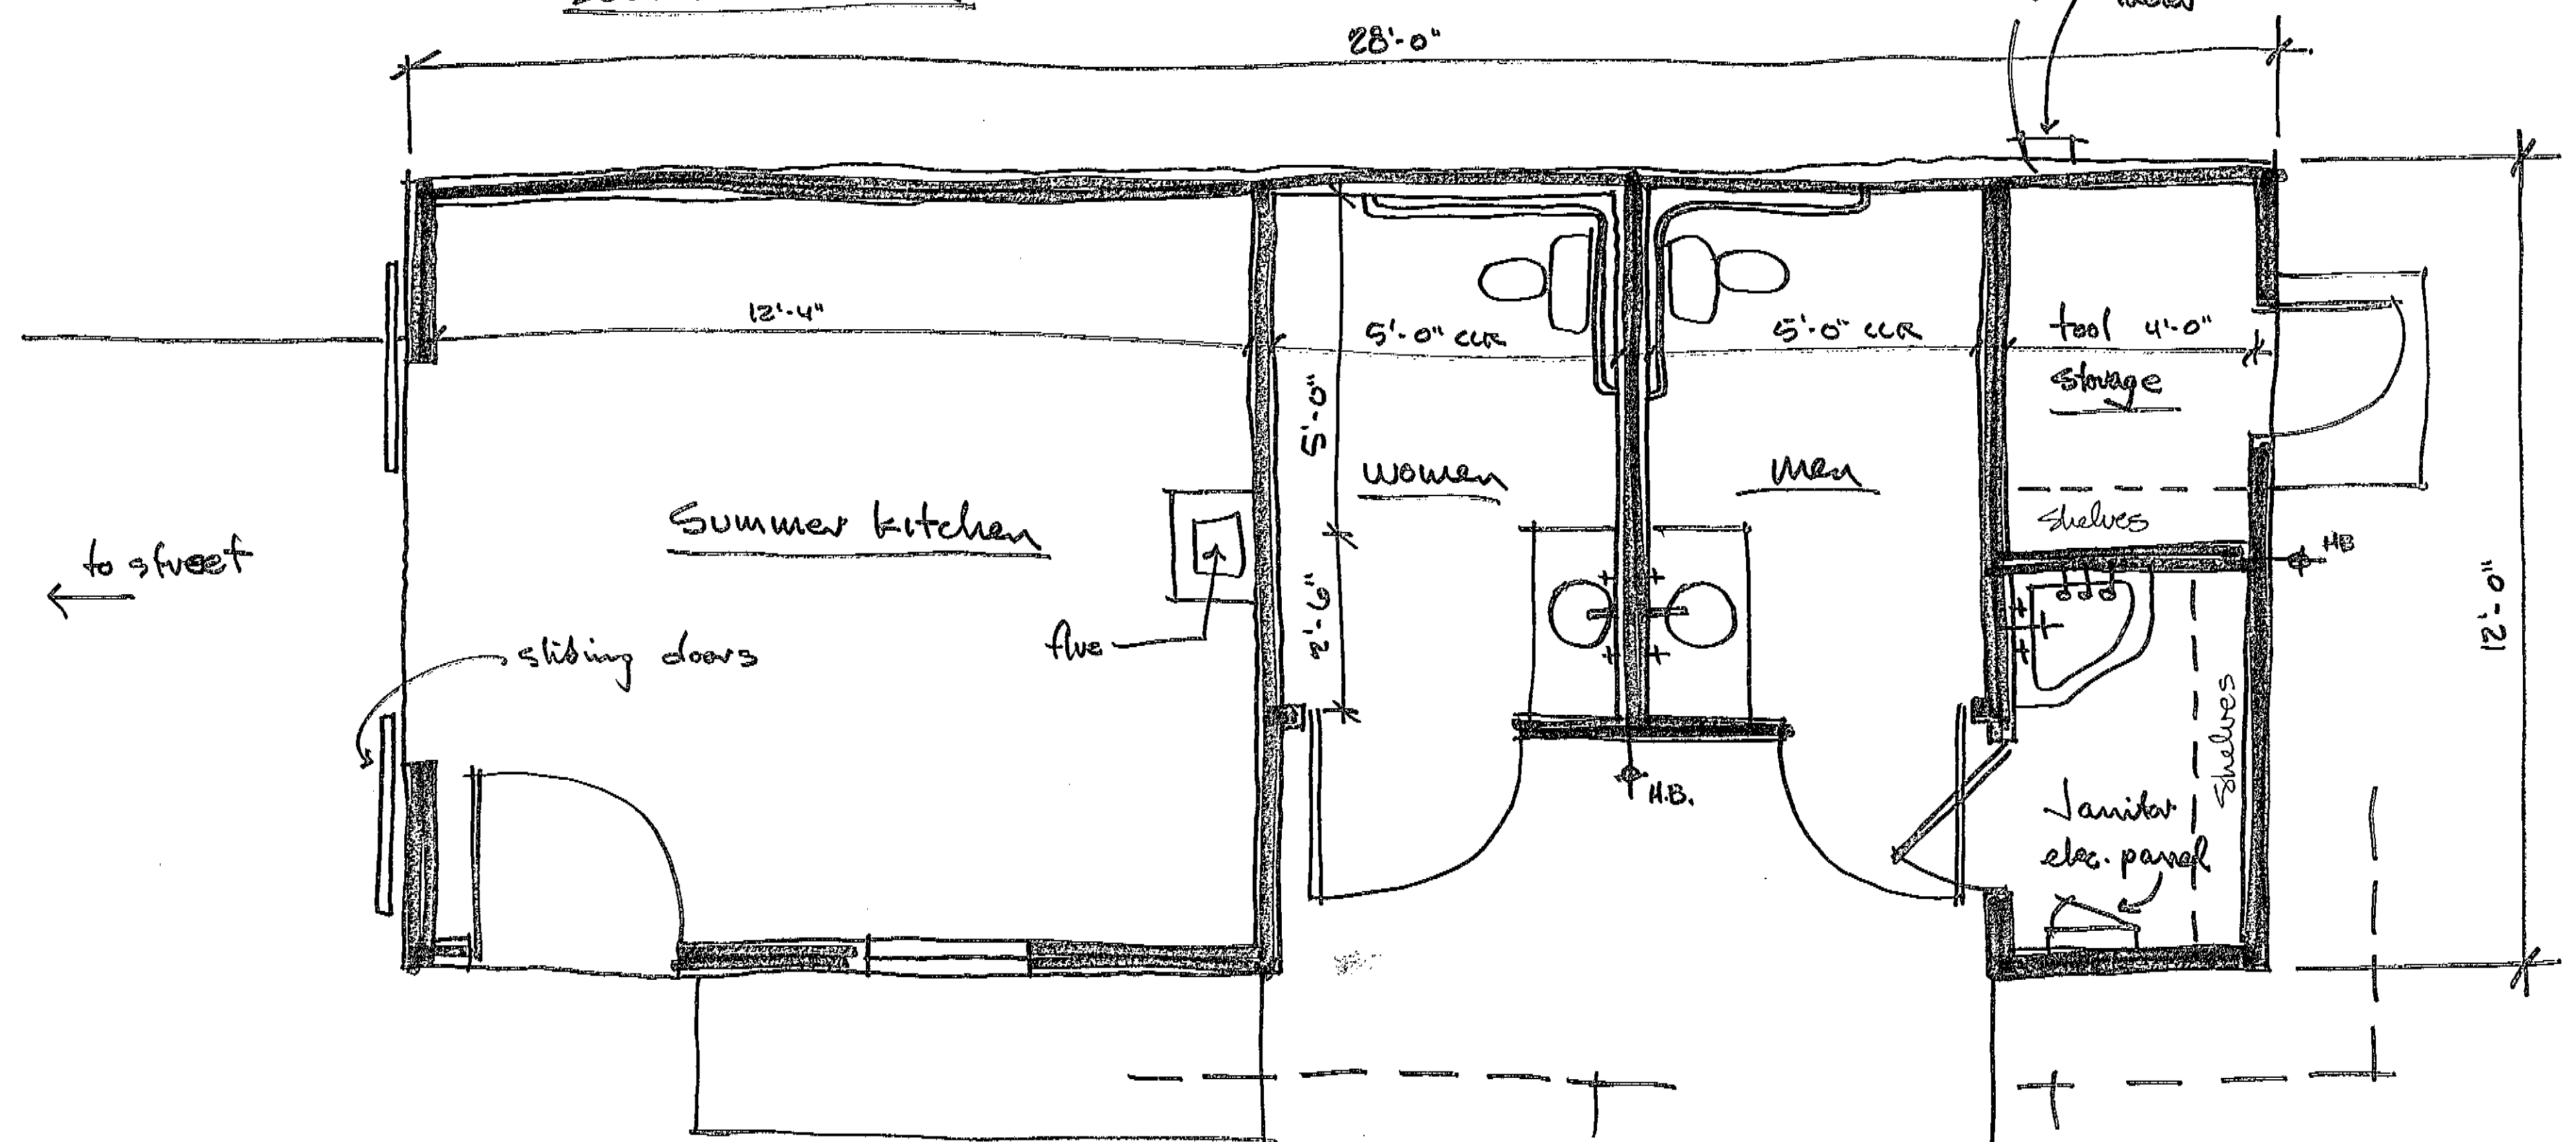 28'-0"
12'-4"
5'-0" CLR
5'-0" CLR
tool 4'-0"
storage
5'-0"
women
men
Summer kitchen
shelves
HB
to street
2'-6"
12'-0"
flue
sliding doors
shelves
H.B.
Janitor
elec. panel